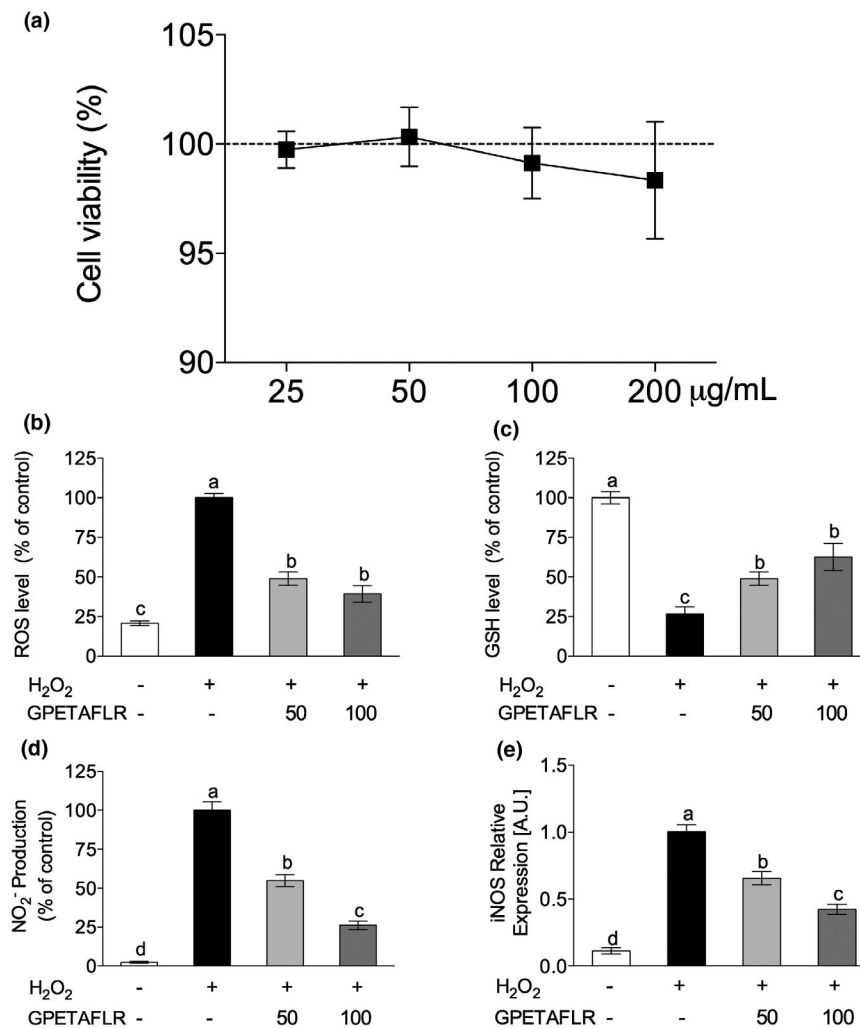 (a)
Cell viability (%)
105
100
95
90
25 50 100 200 µg/mL
(b)
ROS level (% of control)
125
100
75
50
25
0
c a b b
H₂O₂ - + + +
GPETAFLR - - 50 100
(c)
GSH level (% of control)
125
100
75
50
25
0
a c b b
H₂O₂ - + + +
GPETAFLR - - 50 100
(d)
NO₂⁻ Production
(% of control)
125
100
75
50
25
0
d a b c
H₂O₂ - + + +
GPETAFLR - - 50 100
(e)
iNOS Relative
Expression [A.U.]
1.5
1.0
0.5
0.0
d a b c
H₂O₂ - + + +
GPETAFLR - - 50 100